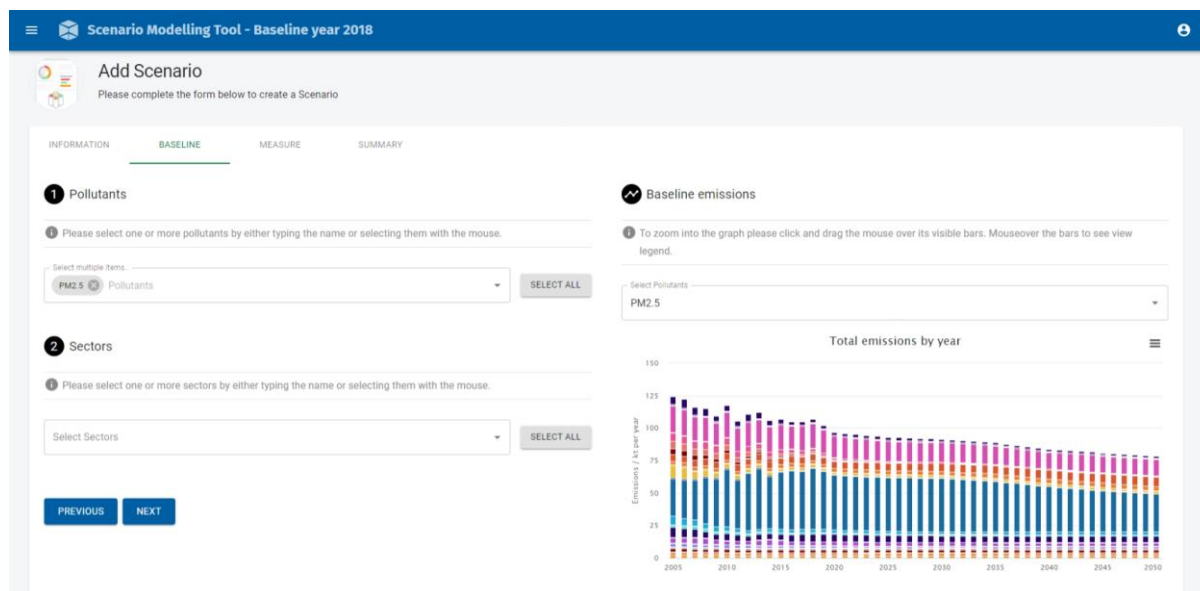 Scenario Modelling Tool - Baseline year 2018
Add Scenario
Please complete the form below to create a Scenario
INFORMATION
BASELINE
MEASURE
SUMMARY
1 Pollutants
Please select one or more pollutants by either typing the name or selecting them with the mouse.
Select multiple items.
PM2.5 Pollutants
SELECT ALL
2 Sectors
Please select one or more sectors by either typing the name or selecting them with the mouse.
Select Sectors
SELECT ALL
PREVIOUS
NEXT
Baseline emissions
To zoom into the graph please click and drag the mouse over its visible bars. Mouseover the bars to see view
legend.
Select Pollutants
PM2.5
Total emissions by year
Emissions / kt per year
150
125
100
75
50
25
0
2005
2010
2015
2020
2025
2030
2035
2040
2045
2050